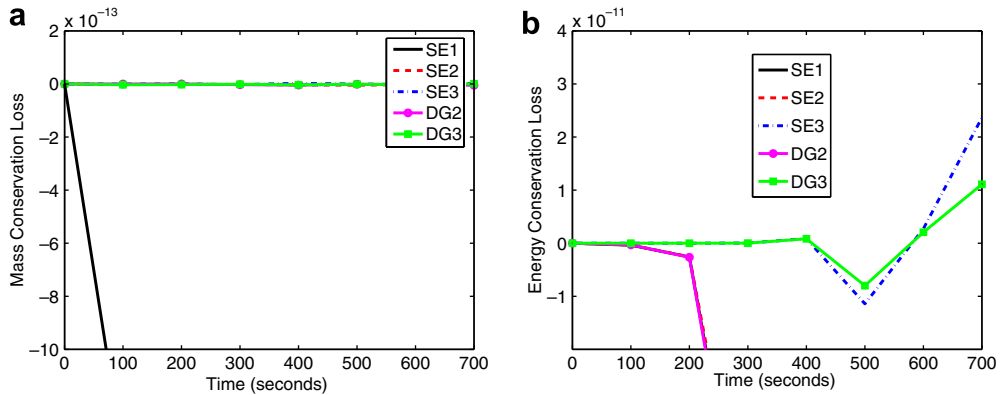 a
x 10⁻¹³
2
0
−2
−4
−6
−8
−10
0 100 200 300 400 500 600 700
Time (seconds)
Mass Conservation Loss
SE1
SE2
SE3
DG2
DG3
b
x 10⁻¹¹
4
3
2
1
0
−1
0 100 200 300 400 500 600 700
Time (seconds)
Energy Conservation Loss
SE1
SE2
SE3
DG2
DG3